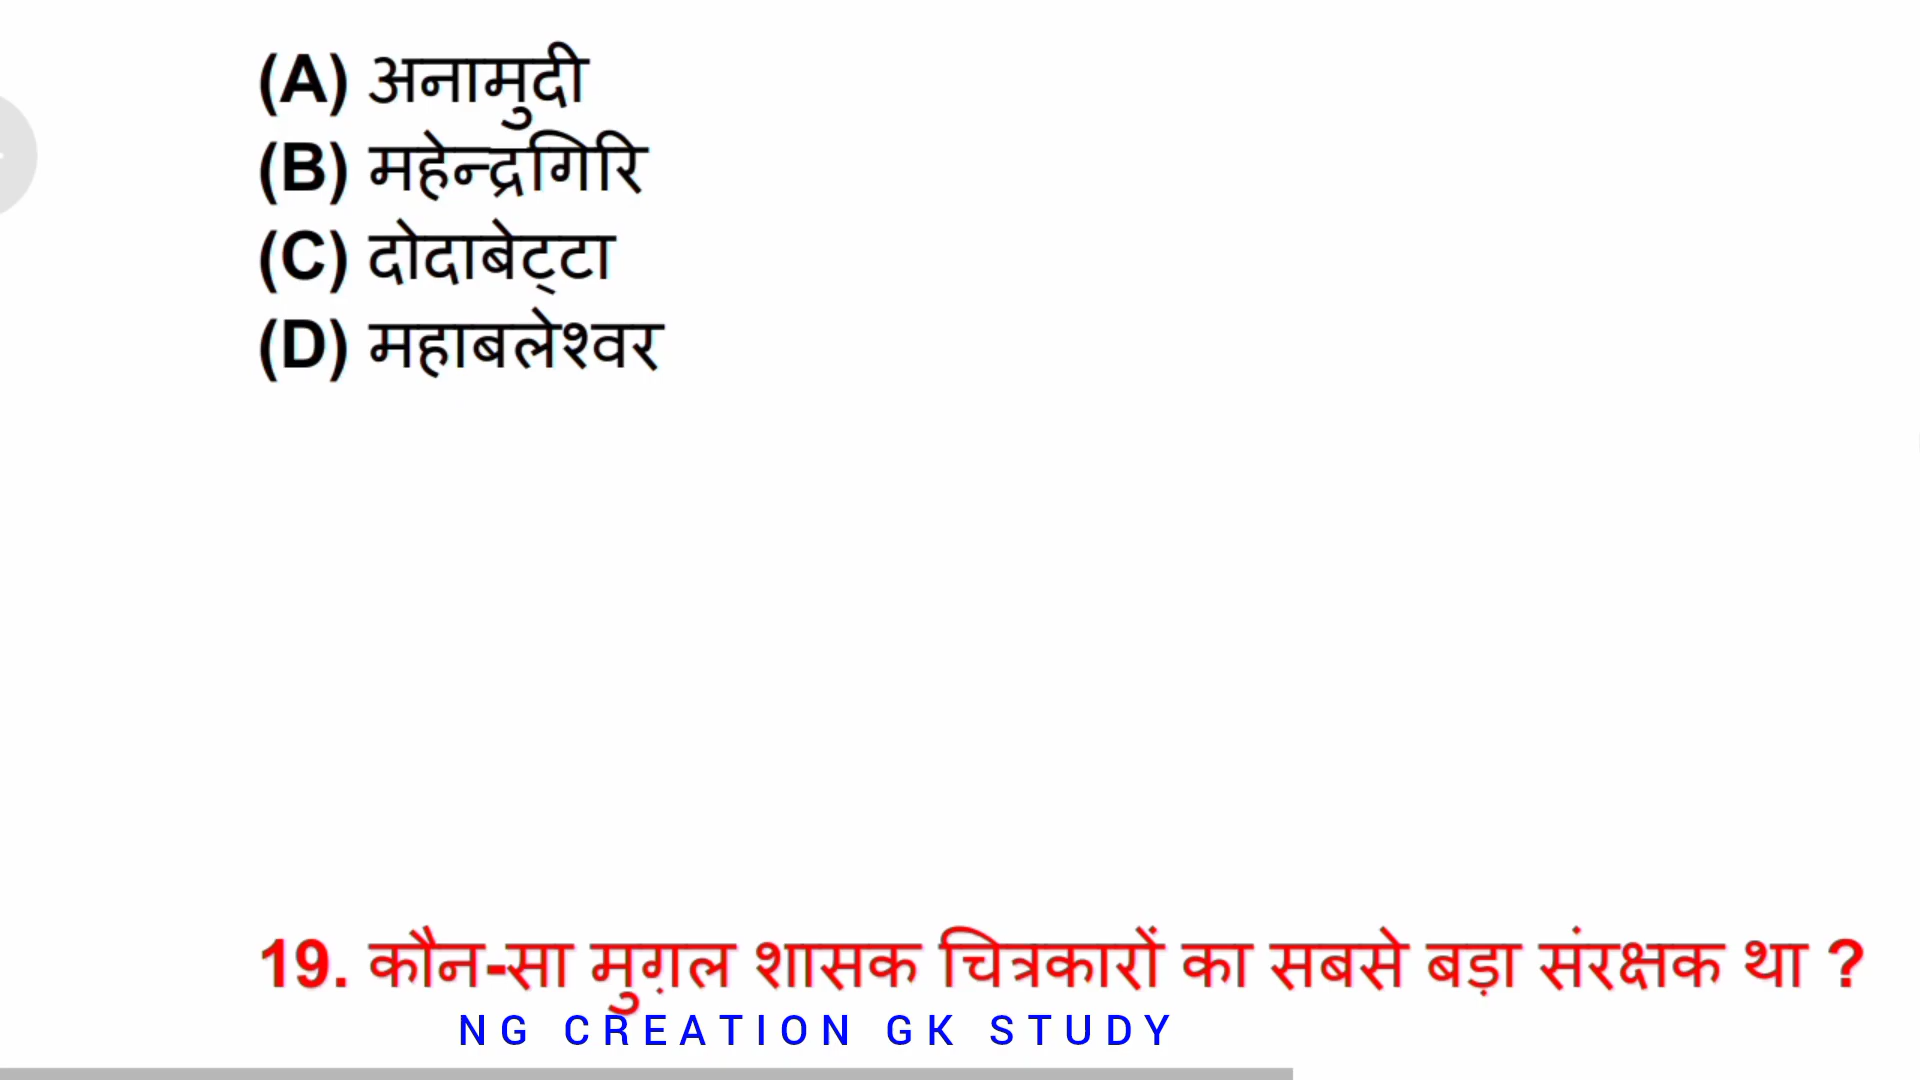 (A) अनामुदी
(B) महेन्द्रगिरि
(C) दोदाबेट्‌टा
(D) महाबलेश्वर
19. कौन-सा मुग़ल शासक चित्रकारों का सबसे बड़ा संरक्षक था ?
NG CREATION GK STUDY